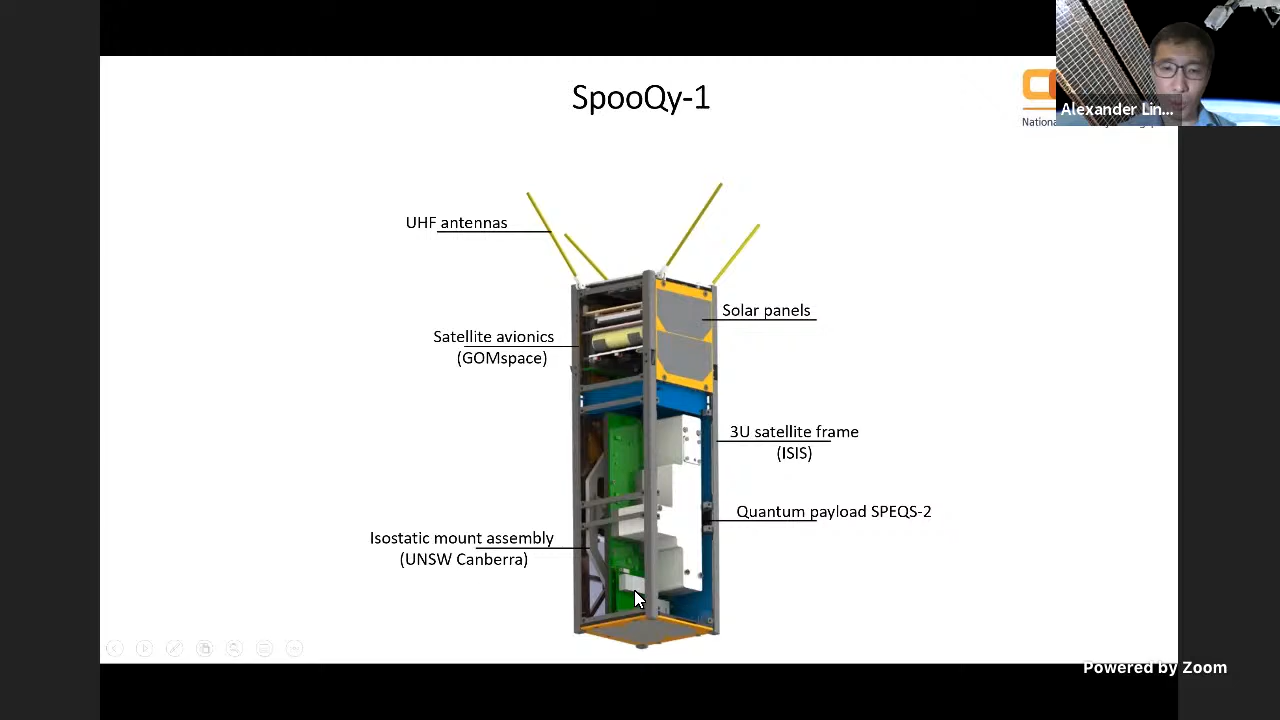 SpooQy-1
Alexander Lin...
National
UHF antennas
Solar panels
Satellite avionics
(GOMspace)
3U satellite frame
(ISIS)
Quantum payload SPEQS-2
Isostatic mount assembly
(UNSW Canberra)
Powered by Zoom